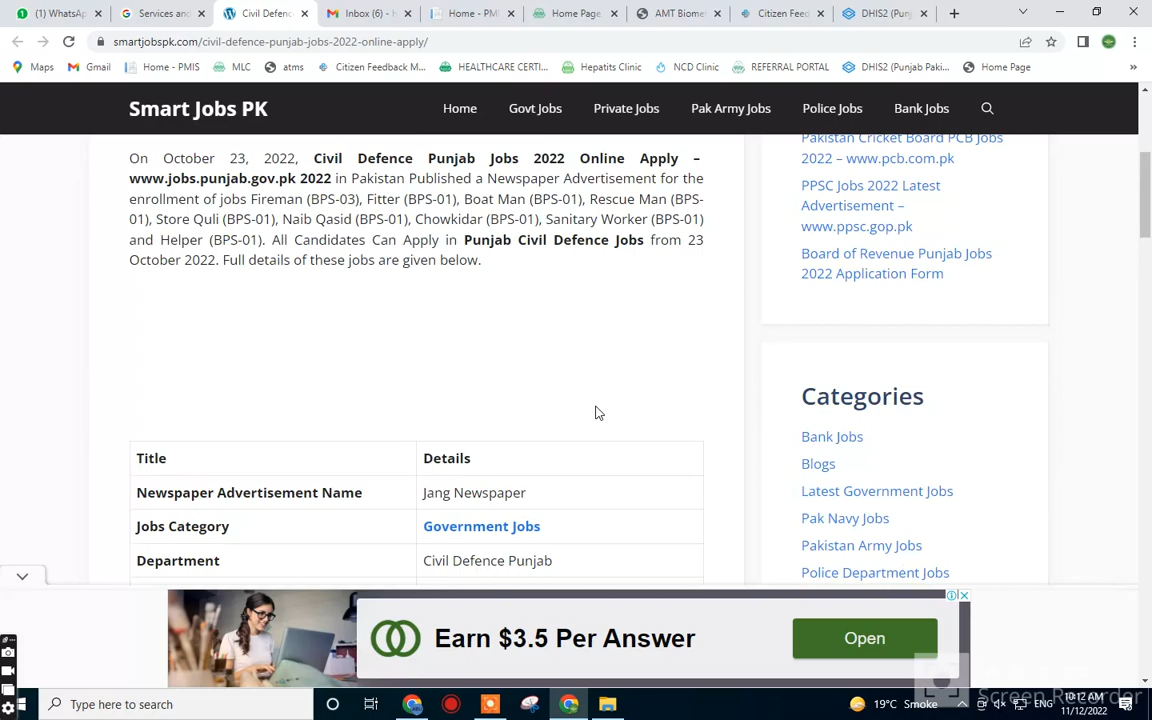 (1) WhatsA
Services and
Civil Defenc
Inbox (6) - h
Home - PMI
Home Page
AMT Biome
Citizen Feed
DHIS2 (Punj
smartjobspk.com/civil-defence-punjab-jobs-2022-online-apply/
Maps
Gmail
Home - PMIS
MLC
atms
Citizen Feedback M...
HEALTHCARE CERTI...
Hepatits Clinic
NCD Clinic
REFERRAL PORTAL
DHIS2 (Punjab Paki...
Home Page
Smart Jobs PK
Home
Govt Jobs
Private Jobs
Pak Army Jobs
Police Jobs
Bank Jobs
On October 23, 2022, Civil Defence Punjab Jobs 2022 Online Apply –
www.jobs.punjab.gov.pk 2022 in Pakistan Published a Newspaper Advertisement for the
enrollment of jobs Fireman (BPS-03), Fitter (BPS-01), Boat Man (BPS-01), Rescue Man (BPS-
01), Store Quli (BPS-01), Naib Qasid (BPS-01), Chowkidar (BPS-01), Sanitary Worker (BPS-01)
and Helper (BPS-01). All Candidates Can Apply in Punjab Civil Defence Jobs from 23
October 2022. Full details of these jobs are given below.
Title Details
Newspaper Advertisement Name Jang Newspaper
Jobs Category Government Jobs
Department Civil Defence Punjab
Pakistan Cricket Board PCB Jobs
2022 – www.pcb.com.pk
PPSC Jobs 2022 Latest
Advertisement –
www.ppsc.gop.pk
Board of Revenue Punjab Jobs
2022 Application Form
Categories
Bank Jobs
Blogs
Latest Government Jobs
Pak Navy Jobs
Pakistan Army Jobs
Police Department Jobs
Earn $3.5 Per Answer
Open
Screen Recorder
Type here to search
19°C Smoke
ENG
10:12 AM
11/12/2022